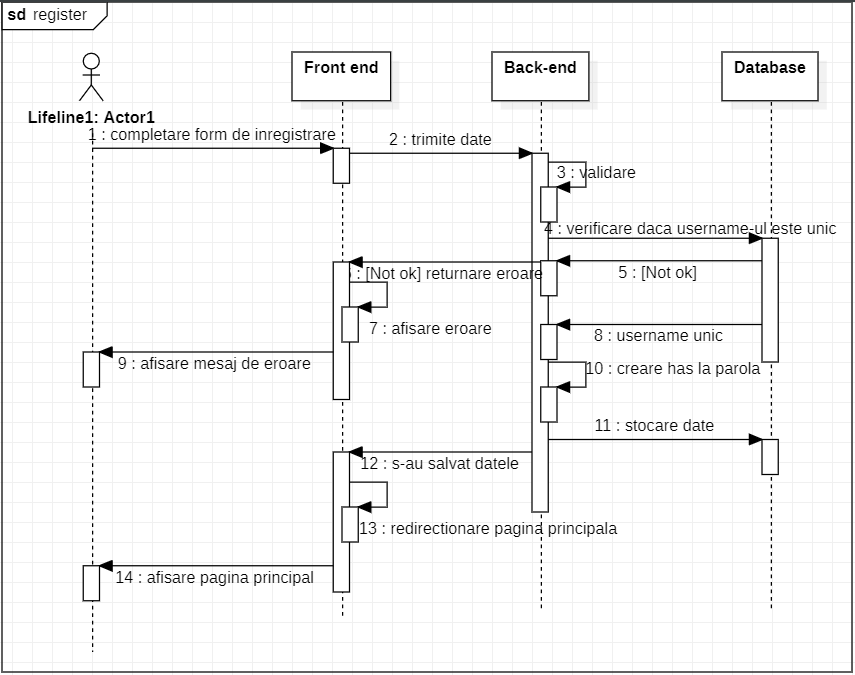 sd register
Front end
Back-end
Database
Lifeline1: Actor1
1 : completare form de inregistrare
2 : trimite date
3 : validare
4 : verificare daca username-ul este unic
5 : [Not ok]
: [Not ok] returnare eroare
7 : afisare eroare
8 : username unic
9 : afisare mesaj de eroare
10 : creare has la parola
11 : stocare date
12 : s-au salvat datele
13 : redirectionare pagina principala
14 : afisare pagina principal